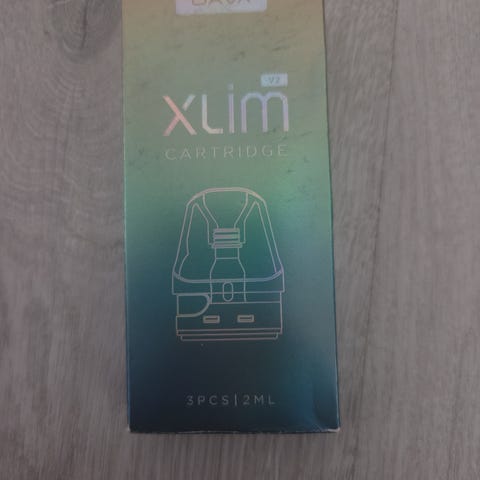 V2
XLIM
CARTRIDGE
3PCS|2ML